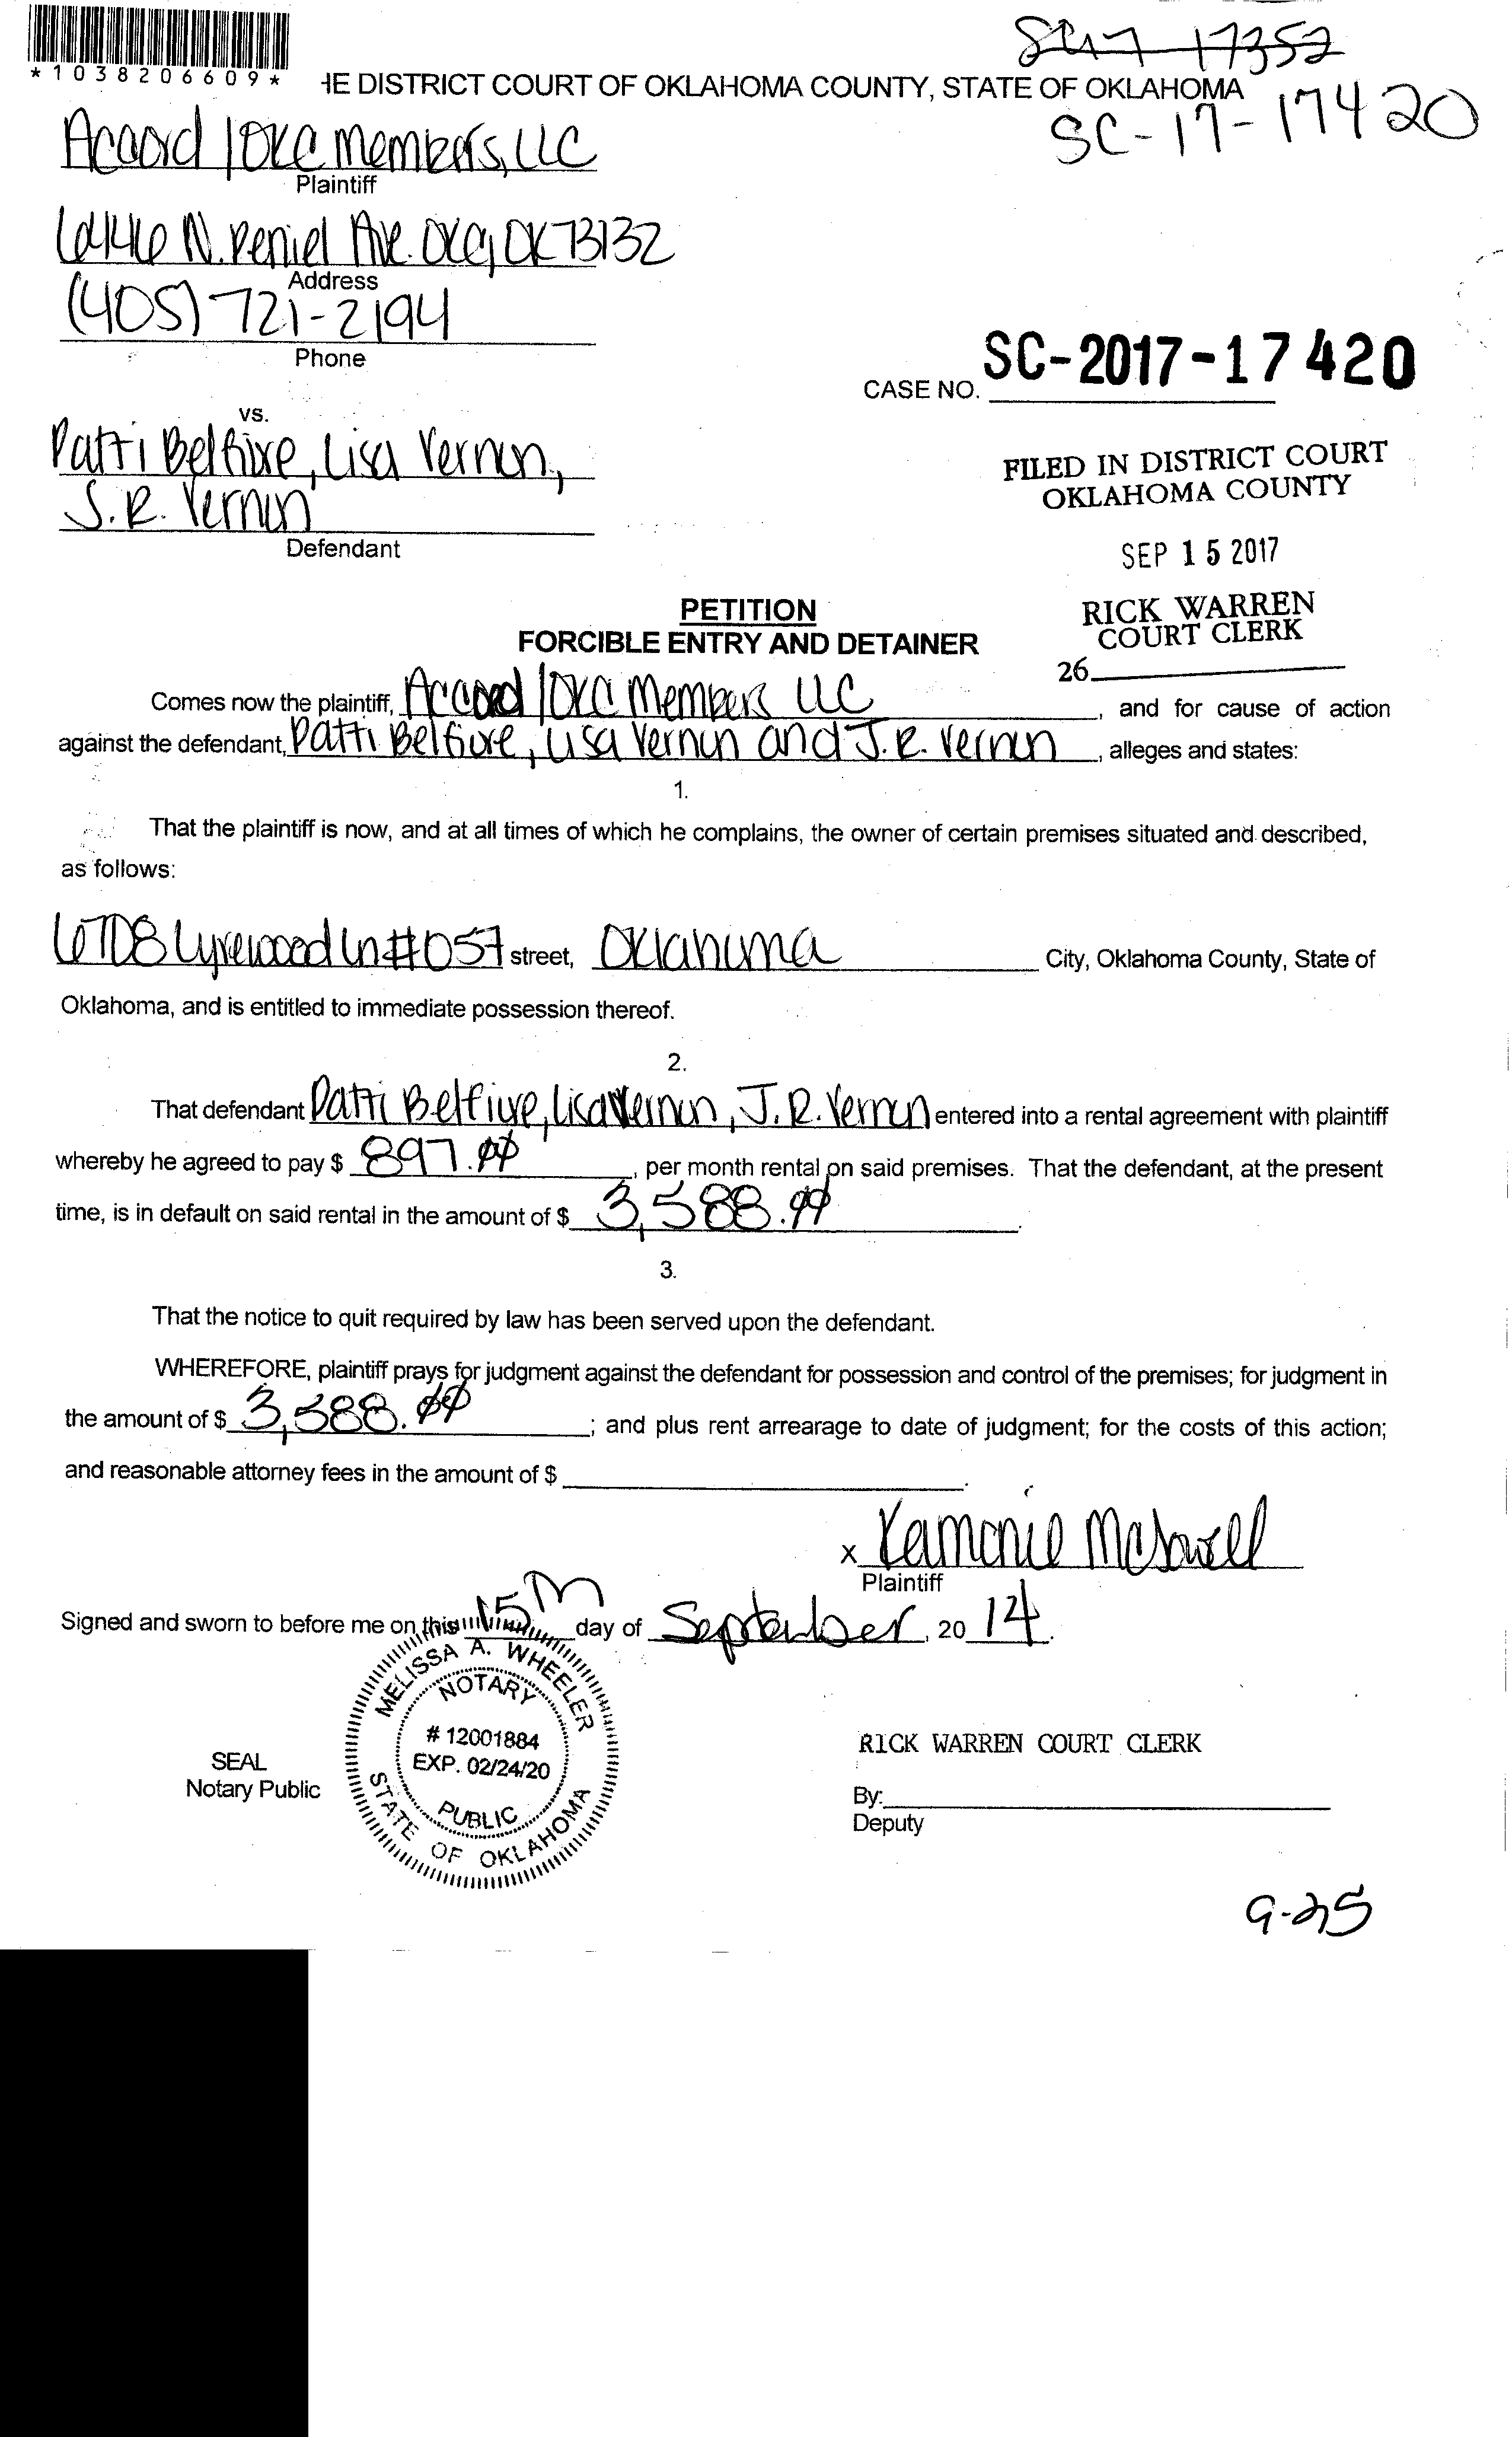 SC17 17352
*1038206609*
HE DISTRICT COURT OF OKLAHOMA COUNTY, STATE OF OKLAHOMA
SC-17-17420
Accord/OKC Members, LLC
Plaintiff
6446 N. Peniel Ave. OKC, OK 73132
Address
(405) 721-2194
Phone
CASE NO. SC-2017-17420
vs.
Patti Belfiore, Lisa Vernon,
J.R. Vernon
Defendant
FILED IN DISTRICT COURT
OKLAHOMA COUNTY
SEP 15 2017
RICK WARREN
COURT CLERK
26
PETITION
FORCIBLE ENTRY AND DETAINER
Comes now the plaintiff, Accord/OKC Members LLC, and for cause of action
against the defendant, Patti Belfiore, Lisa Vernon and J.R. Vernon, alleges and states:
1.
That the plaintiff is now, and at all times of which he complains, the owner of certain premises situated and described,
as follows:
6708 Lyrewood Ln #057 street, Oklahoma City, Oklahoma County, State of
Oklahoma, and is entitled to immediate possession thereof.
2.
That defendant Patti Belfiore, Lisa Vernon, J.R. Vernon entered into a rental agreement with plaintiff
whereby he agreed to pay $ 897.00, per month rental on said premises. That the defendant, at the present
time, is in default on said rental in the amount of $ 3,588.00.
3.
That the notice to quit required by law has been served upon the defendant.
WHEREFORE, plaintiff prays for judgment against the defendant for possession and control of the premises; for judgment in
the amount of $ 3,588.00; and plus rent arrearage to date of judgment; for the costs of this action;
and reasonable attorney fees in the amount of $ .
x
Plaintiff
Signed and sworn to before me on this 15th day of September, 20 14.
MELISSA A. WHEELER
NOTARY
# 12001884
EXP. 02/24/20
PUBLIC
STATE OF OKLAHOMA
SEAL
Notary Public
RICK WARREN COURT CLERK
By:
Deputy
9-25